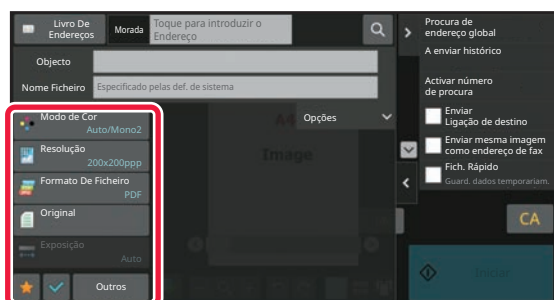 Livro De
Endereços
Morada
Toque para introduzir o
Endereço
Objecto
Nome Ficheiro
Especificado pelas def. de sistema
Modo de Cor
Auto/Mono2
Resolução
200x200ppp
Formato De Ficheiro
PDF
Original
Exposição
Auto
Outros
A4
Image
Opções
Procura de
endereço global
A enviar histórico
Activar número
de procura
Enviar
Ligação de destino
Enviar mesma imagem
como endereço de fax
Fich. Rápido
Guard. dados temporariam.
CA
Iniciar